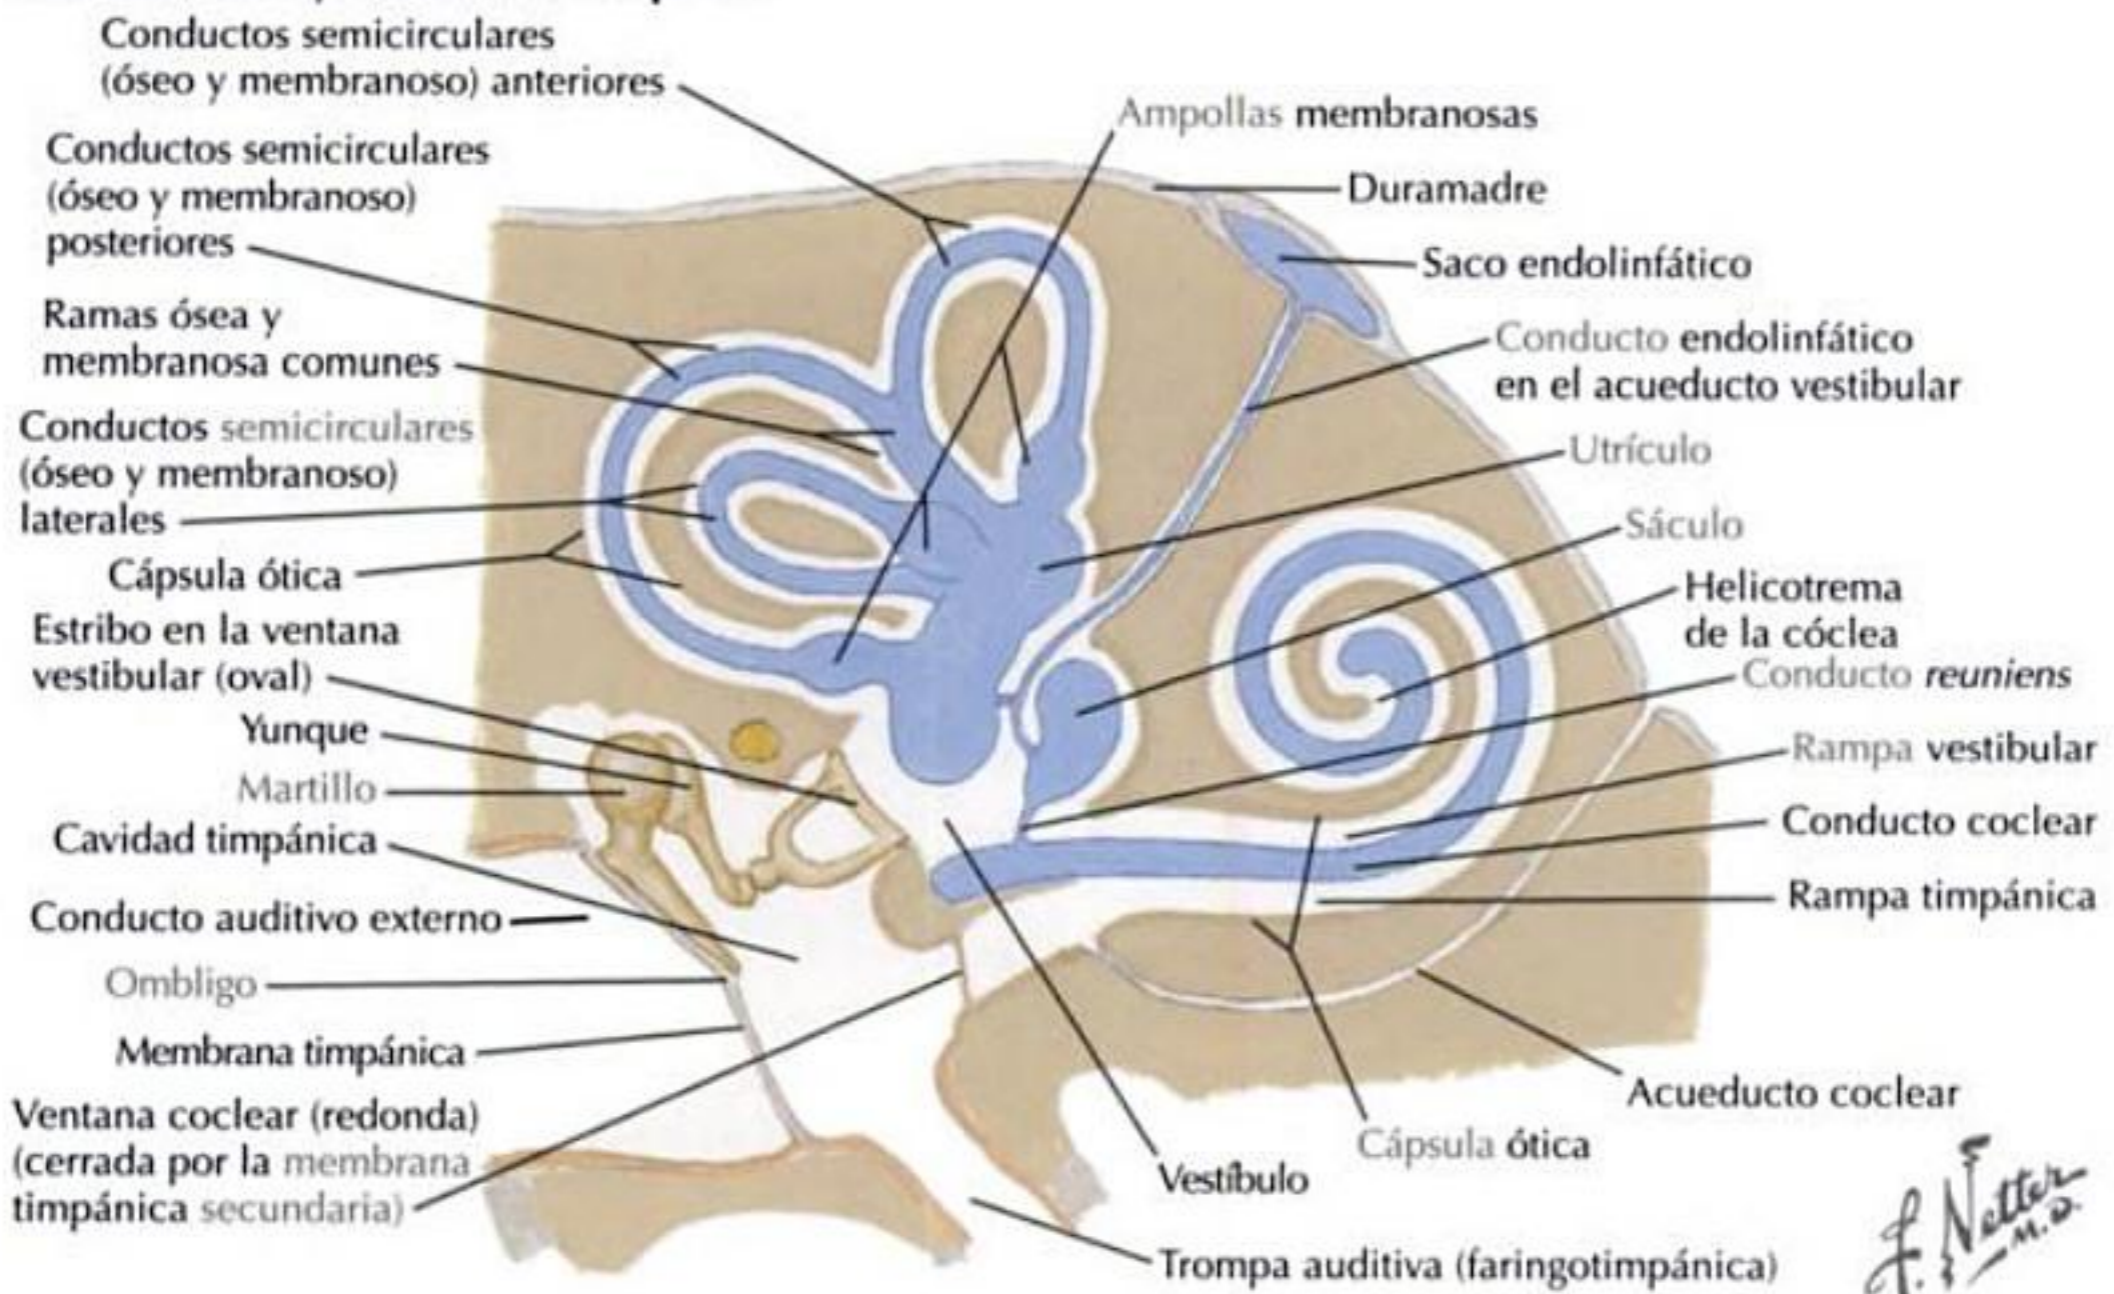 Conductos semicirculares
(óseo y membranoso) anteriores
Conductos semicirculares
(óseo y membranoso)
posteriores
Ramas ósea y
membranosa comunes
Conductos semicirculares
(óseo y membranoso)
laterales
Cápsula ótica
Estribo en la ventana
vestibular (oval)
Yunque
Martillo
Cavidad timpánica
Conducto auditivo externo
Ombligo
Membrana timpánica
Ventana coclear (redonda)
(cerrada por la membrana
timpánica secundaria)
Ampollas membranosas
Duramadre
Saco endolinfático
Conducto endolinfático
en el acueducto vestibular
Utrículo
Sáculo
Helicotrema
de la cóclea
Conducto reuniens
Rampa vestibular
Conducto coclear
Rampa timpánica
Acueducto coclear
Cápsula ótica
Vestíbulo
Trompa auditiva (faringotimpánica)
F. Netter
M.D.